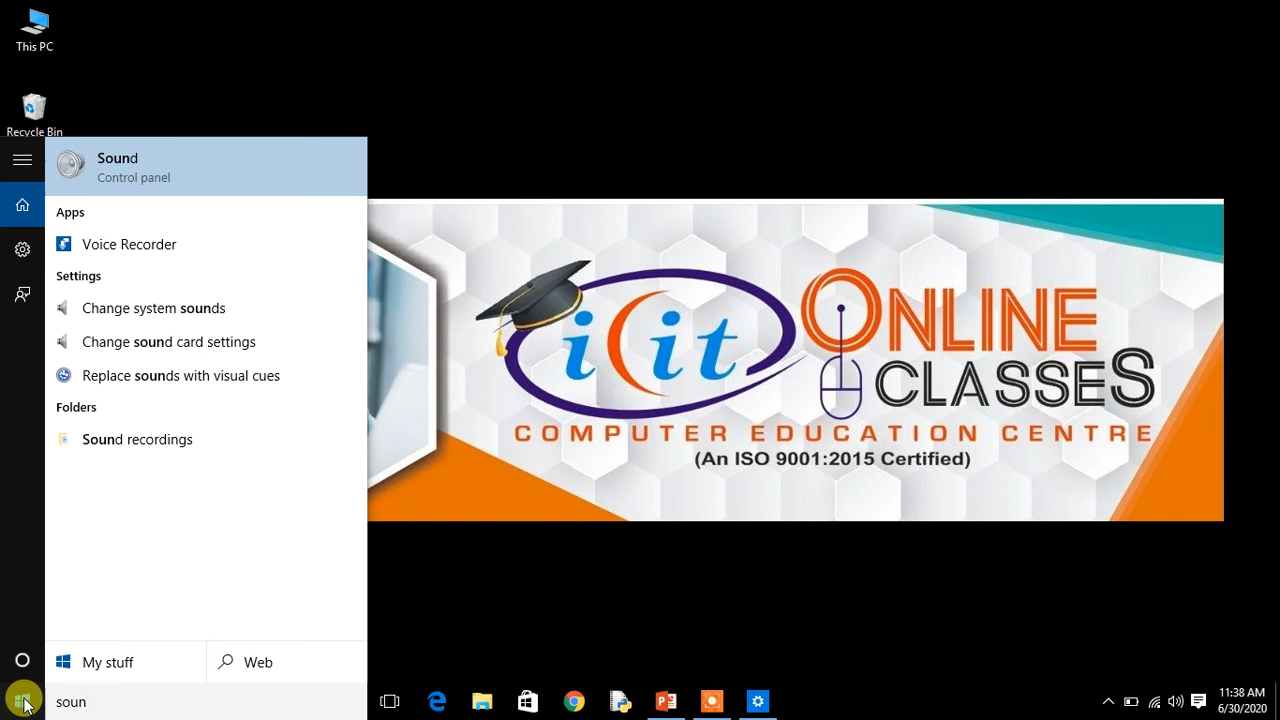 This PC
Recycle Bin
Sound
Control panel
Apps
Voice Recorder
Settings
Change system sounds
Change sound card settings
Replace sounds with visual cues
Folders
Sound recordings
My stuff
Web
soun
iCit ONLINE
CLASSES
COMPUTER EDUCATION CENTRE
(An ISO 9001:2015 Certified)
11:38 AM
6/30/2020